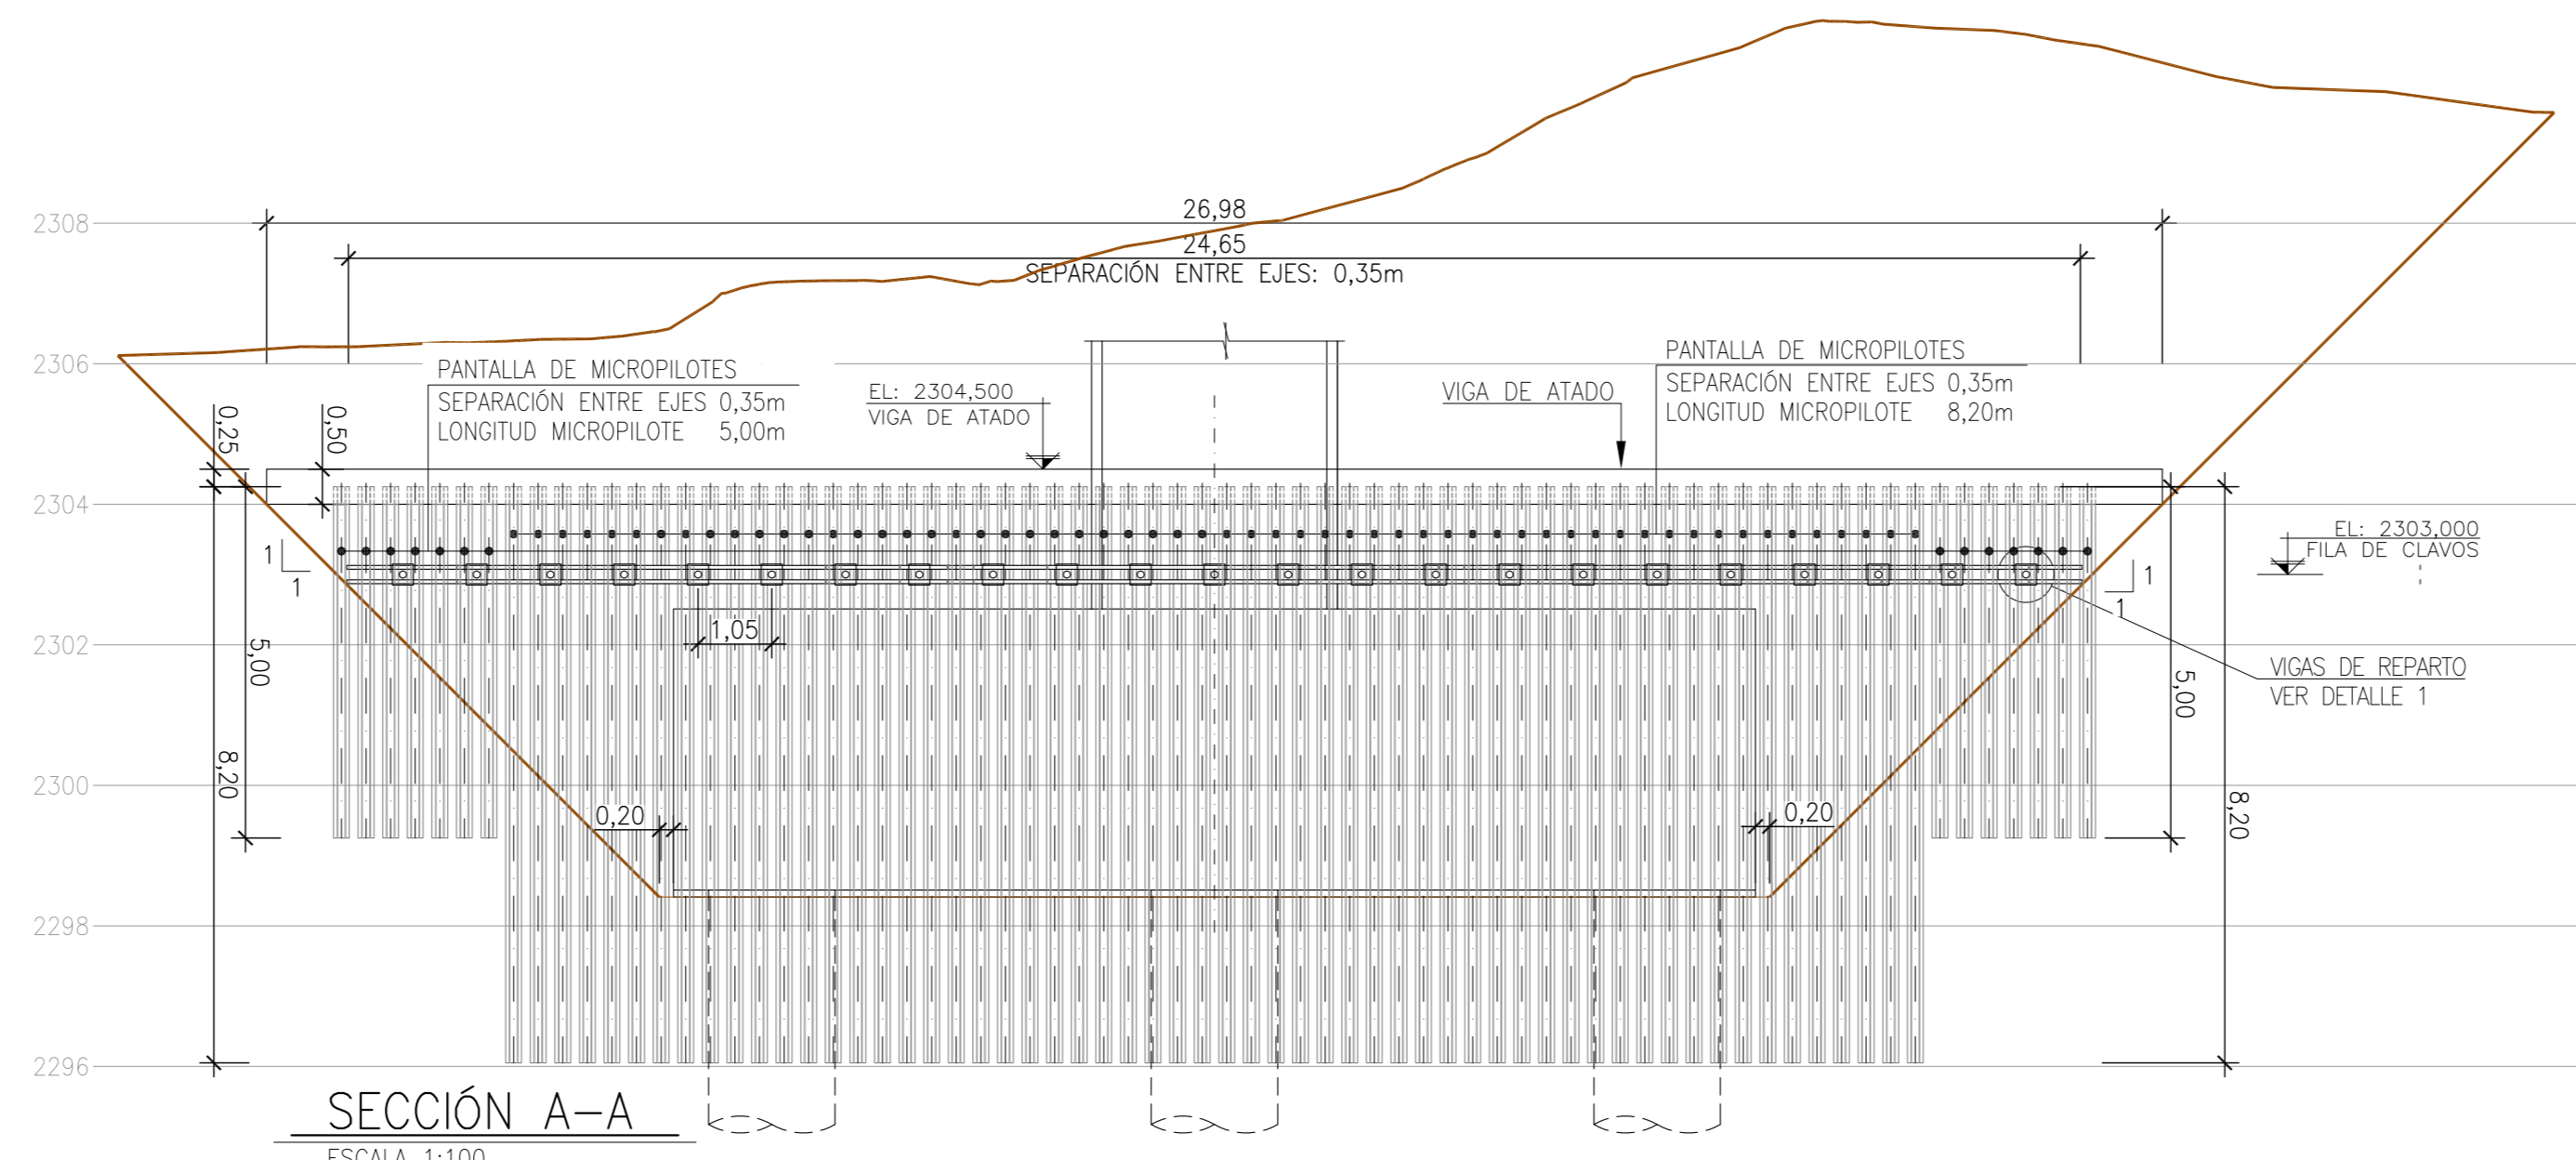 26,98
2308
24,65
SEPARACIÓN ENTRE EJES: 0,35m
PANTALLA DE MICROPILOTES
SEPARACIÓN ENTRE EJES 0,35m
LONGITUD MICROPILOTE 8,20m
2306
PANTALLA DE MICROPILOTES
SEPARACIÓN ENTRE EJES 0,35m
LONGITUD MICROPILOTE 5,00m
EL: 2304,500
VIGA DE ATADO
VIGA DE ATADO
0,25
0,50
2304
EL: 2303,000
FILA DE CLAVOS
1
1
1
1
1,05
2302
5,00
VIGAS DE REPARTO
VER DETALLE 1
5,00
8,20
2300
0,20
0,20
8,20
2298
2296
SECCIÓN A-A
ESCALA 1:100